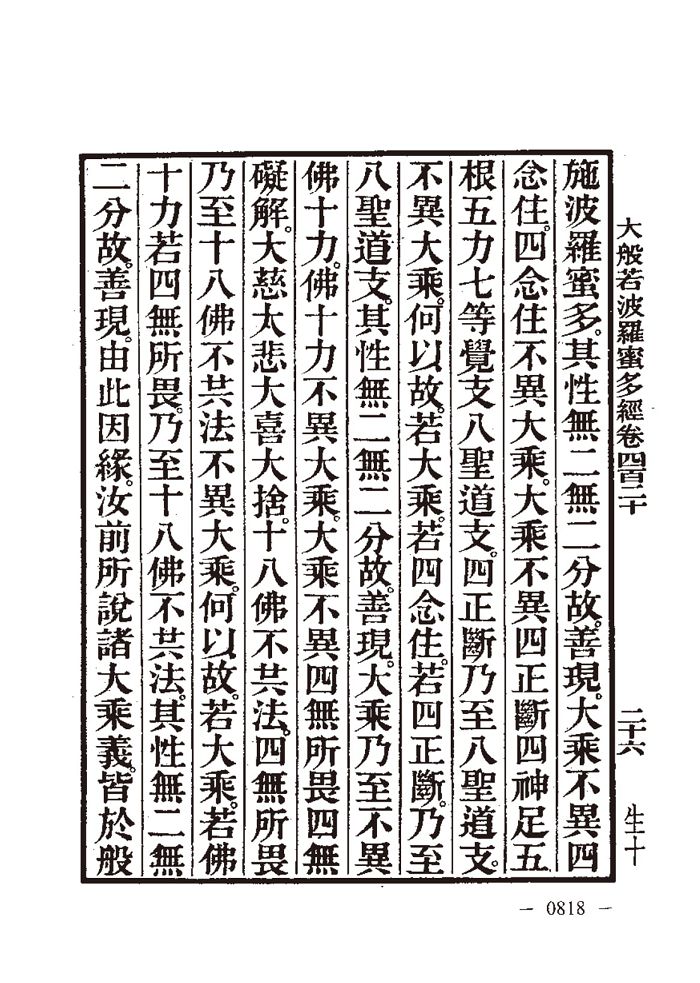 大般若波羅蜜多經卷四百二十　二十六　生十
施波羅蜜多。其性無二無二分故。善現。大乘不異四
念住。四念住不異大乘。大乘不異四正斷四神足五
根五力七等覺支八聖道支。四正斷乃至八聖道支。
不異大乘。何以故。若大乘。若四念住。若四正斷。乃至
八聖道支。其性無二無二分故。善現。大乘乃至不異
佛十力。佛十力不異大乘。大乘不異四無所畏四無
礙解。大慈太悲大喜大捨。十八佛不共法。四無所畏
乃至十八佛不共法不異大乘。何以故。若大乘。若佛
十力若四無所畏。乃至十八佛不共法。其性無二無
二分故。善現。由此因緣。汝前所說諸大乘義。皆於般
— 0818 —